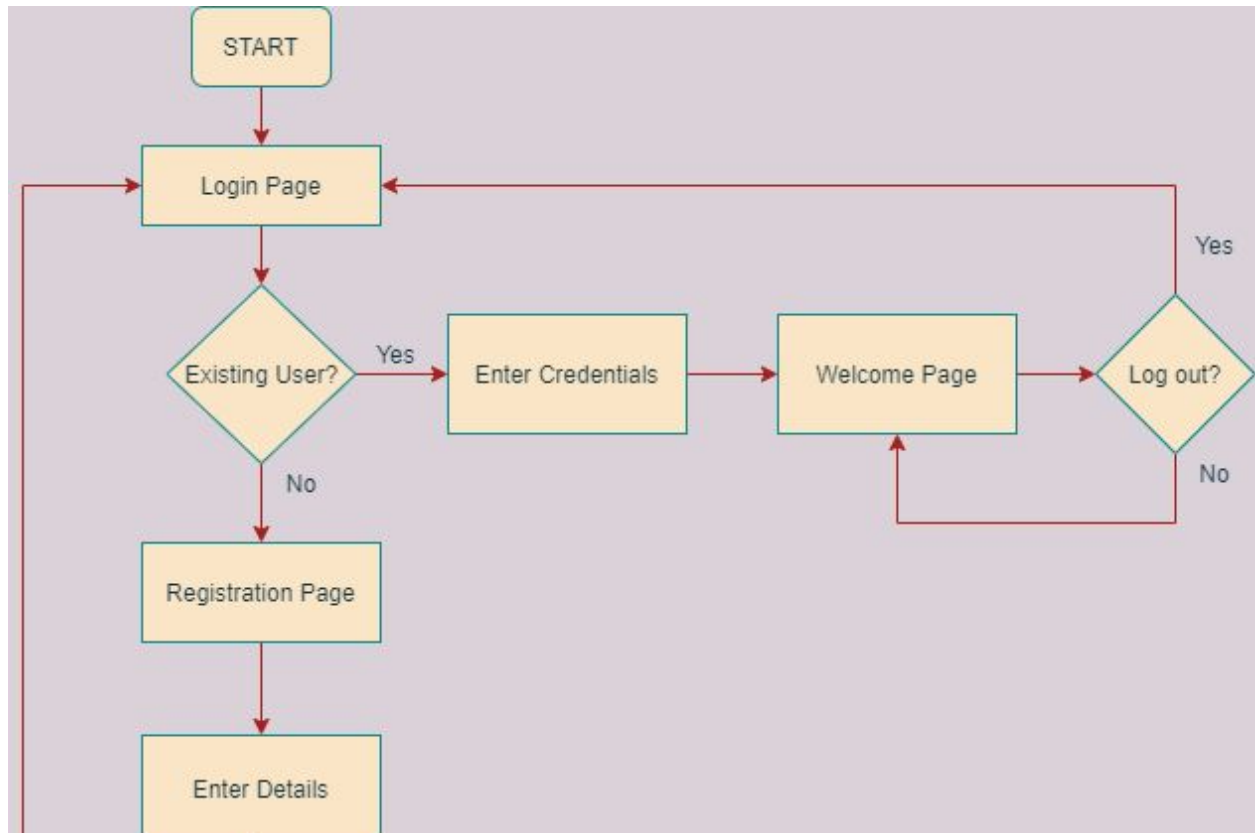 START
Login Page
Yes
Existing User?
Yes
Enter Credentials
Welcome Page
Log out?
No
No
Registration Page
Enter Details